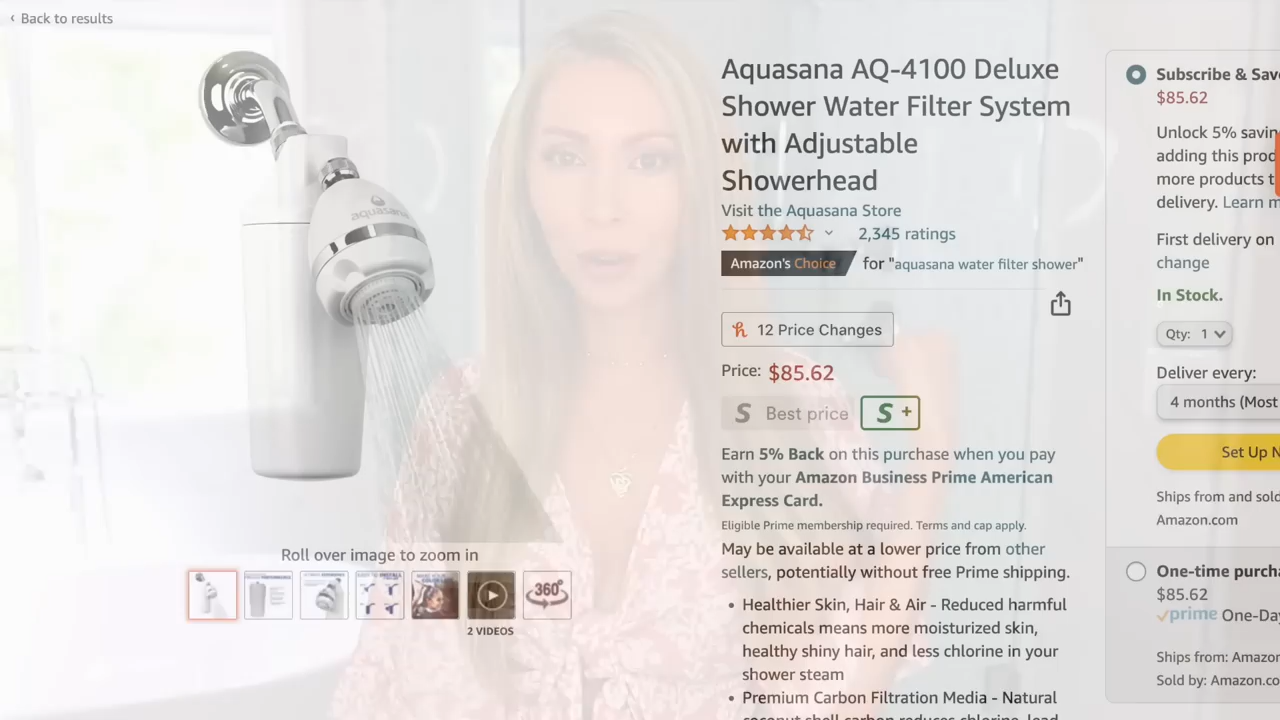 ‹ Back to results
aquasana
Roll over image to zoom in
360°
2 VIDEOS
Aquasana AQ-4100 Deluxe
Shower Water Filter System
with Adjustable
Showerhead
Visit the Aquasana Store
2,345 ratings
Amazon's Choice for "aquasana water filter shower"
12 Price Changes
Price: $85.62
S Best price S +
Earn 5% Back on this purchase when you pay
with your Amazon Business Prime American
Express Card.
Eligible Prime membership required. Terms and cap apply.
May be available at a lower price from other
sellers, potentially without free Prime shipping.
• Healthier Skin, Hair & Air - Reduced harmful
chemicals means more moisturized skin,
healthy shiny hair, and less chlorine in your
shower steam
• Premium Carbon Filtration Media - Natural
coconut shell carbon reduces chlorine, lead
Subscribe & Save
$85.62
Unlock 5% savin
adding this prod
more products t
delivery. Learn m
First delivery on
change
In Stock.
Qty: 1
Deliver every:
4 months (Most
Set Up N
Ships from and sold
Amazon.com
One-time purcha
$85.62
prime One-Day
Ships from: Amazon
Sold by: Amazon.co